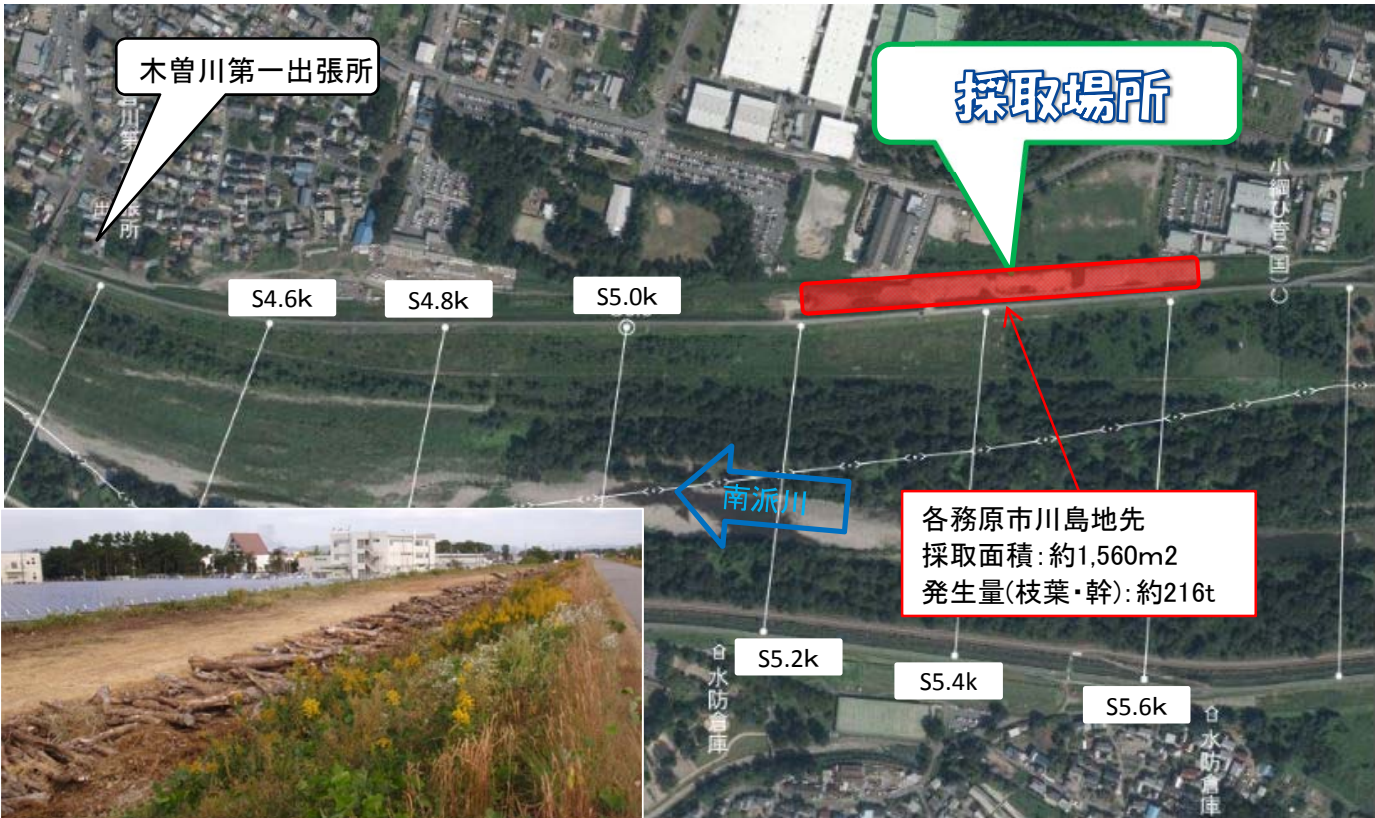 木曽川第一出張所
採取場所
S4.6k
S4.8k
S5.0k
南派川
各務原市川島地先
採取面積：約1,560m2
発生量(枝葉・幹)：約216t
S5.2k
S5.4k
S5.6k
水防倉庫
水防倉庫